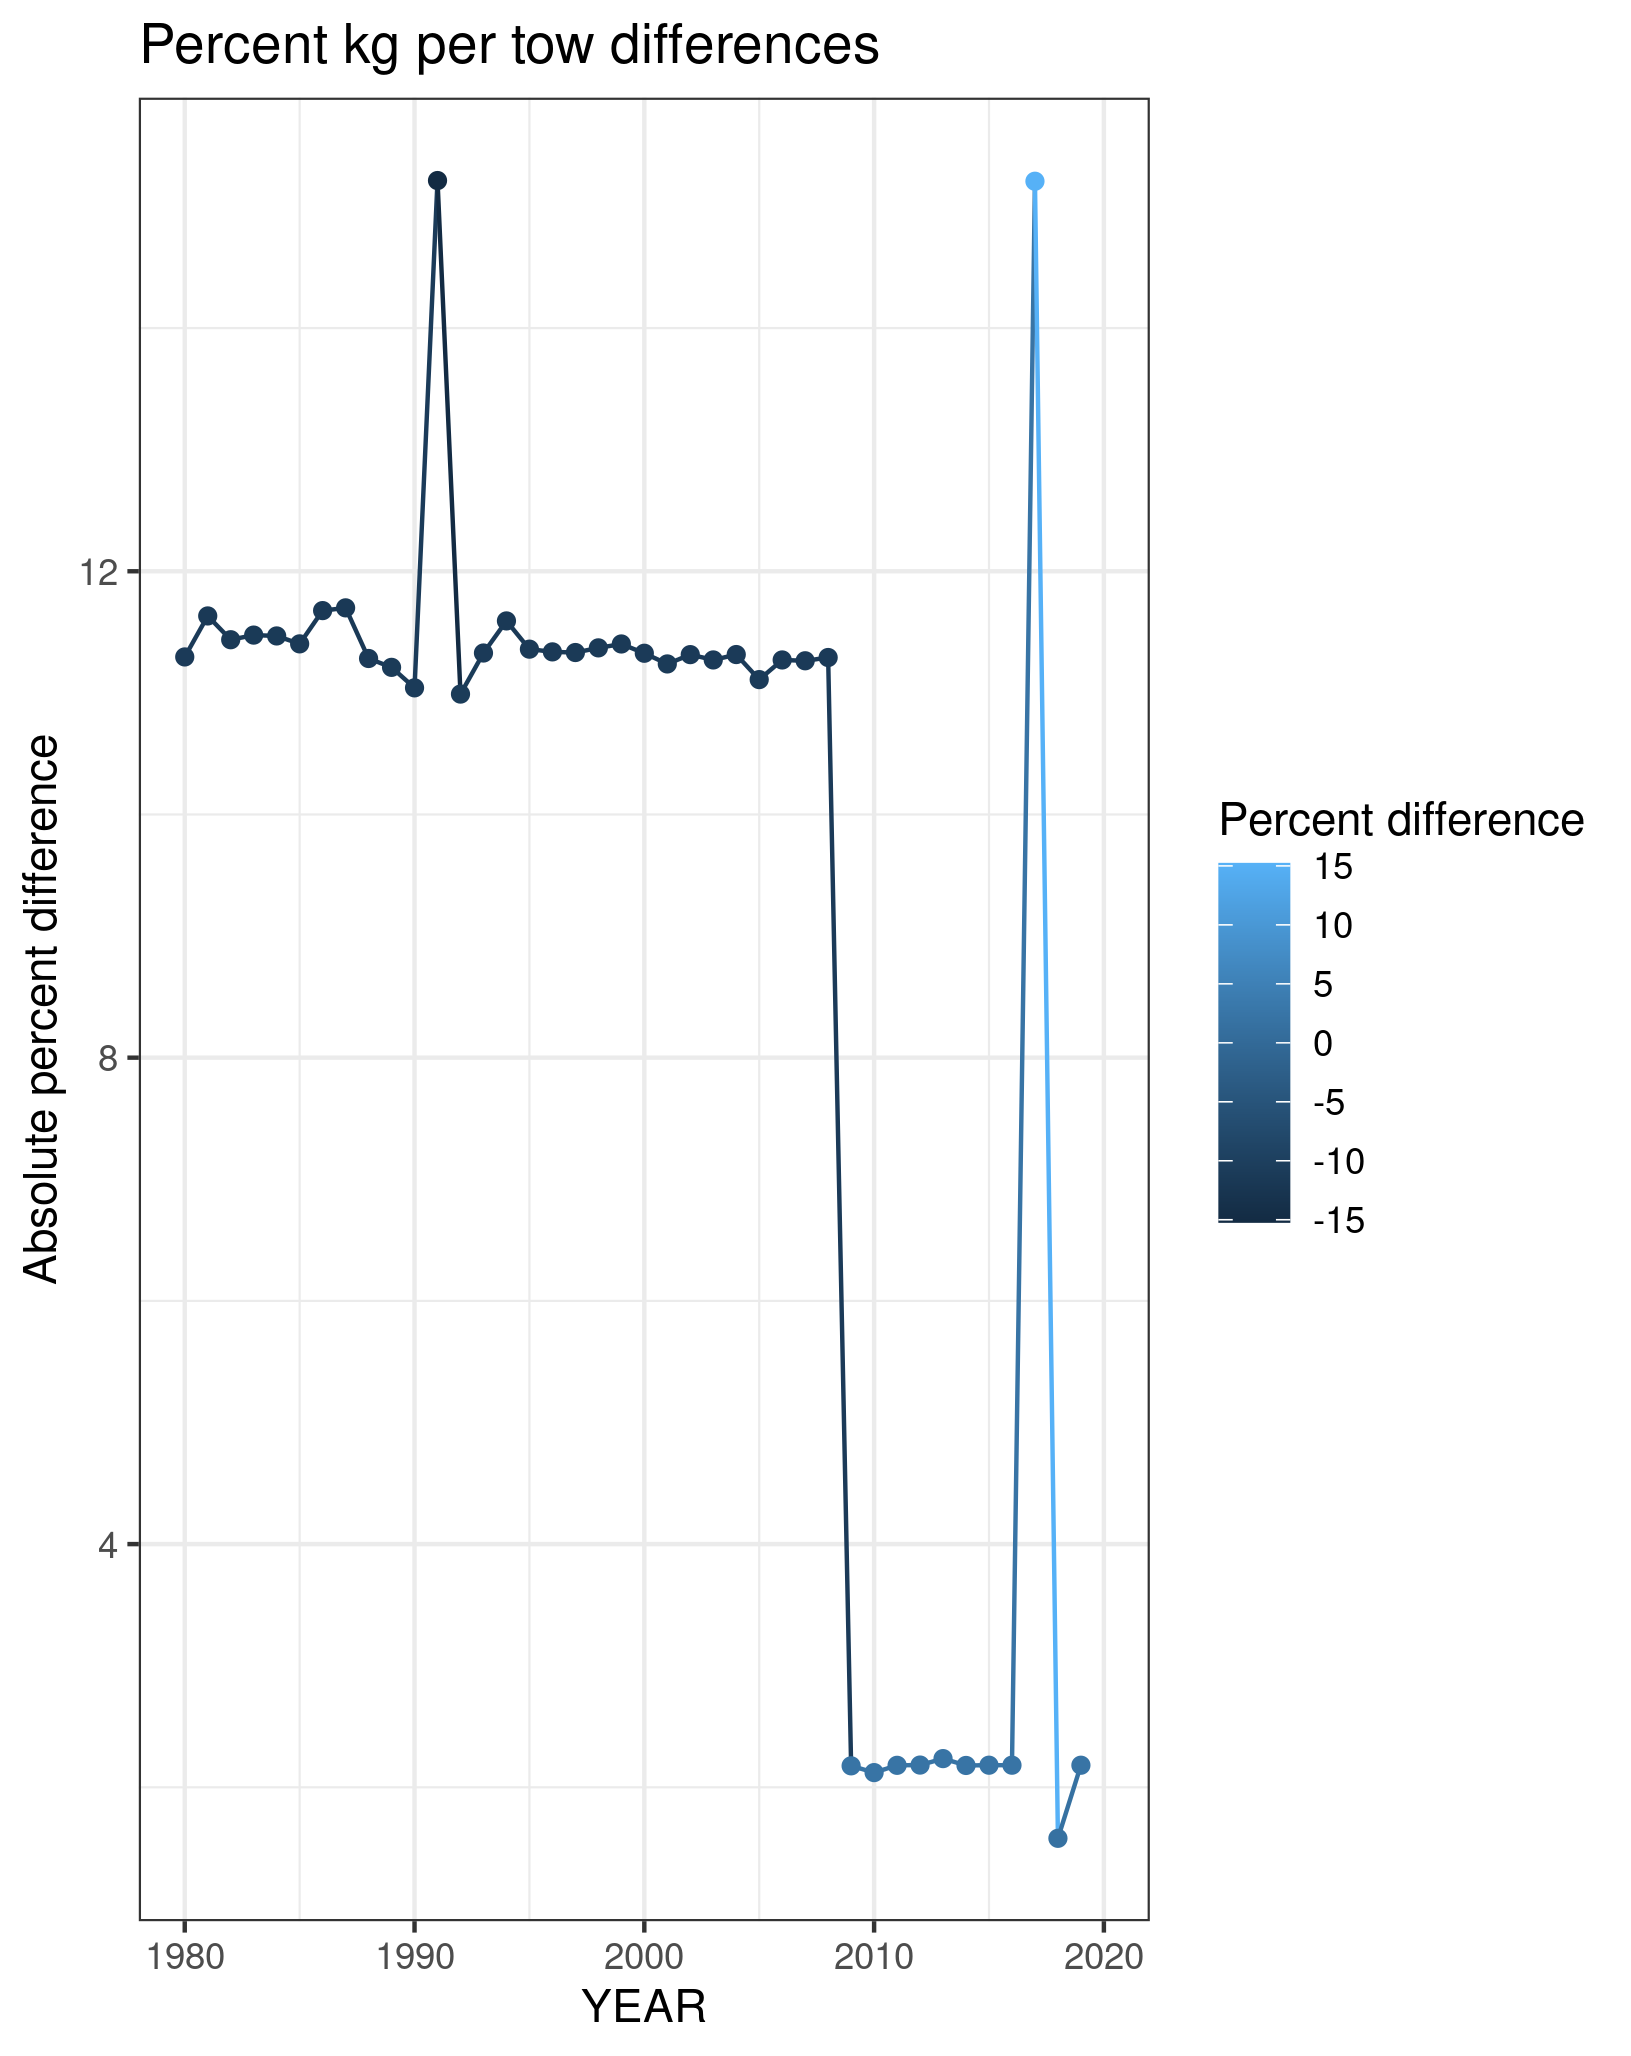 Percent kg per tow differences
Absolute percent difference
12
8
4
1980 1990 2000 2010 2020
YEAR
Percent difference
15
10
5
0
-5
-10
-15